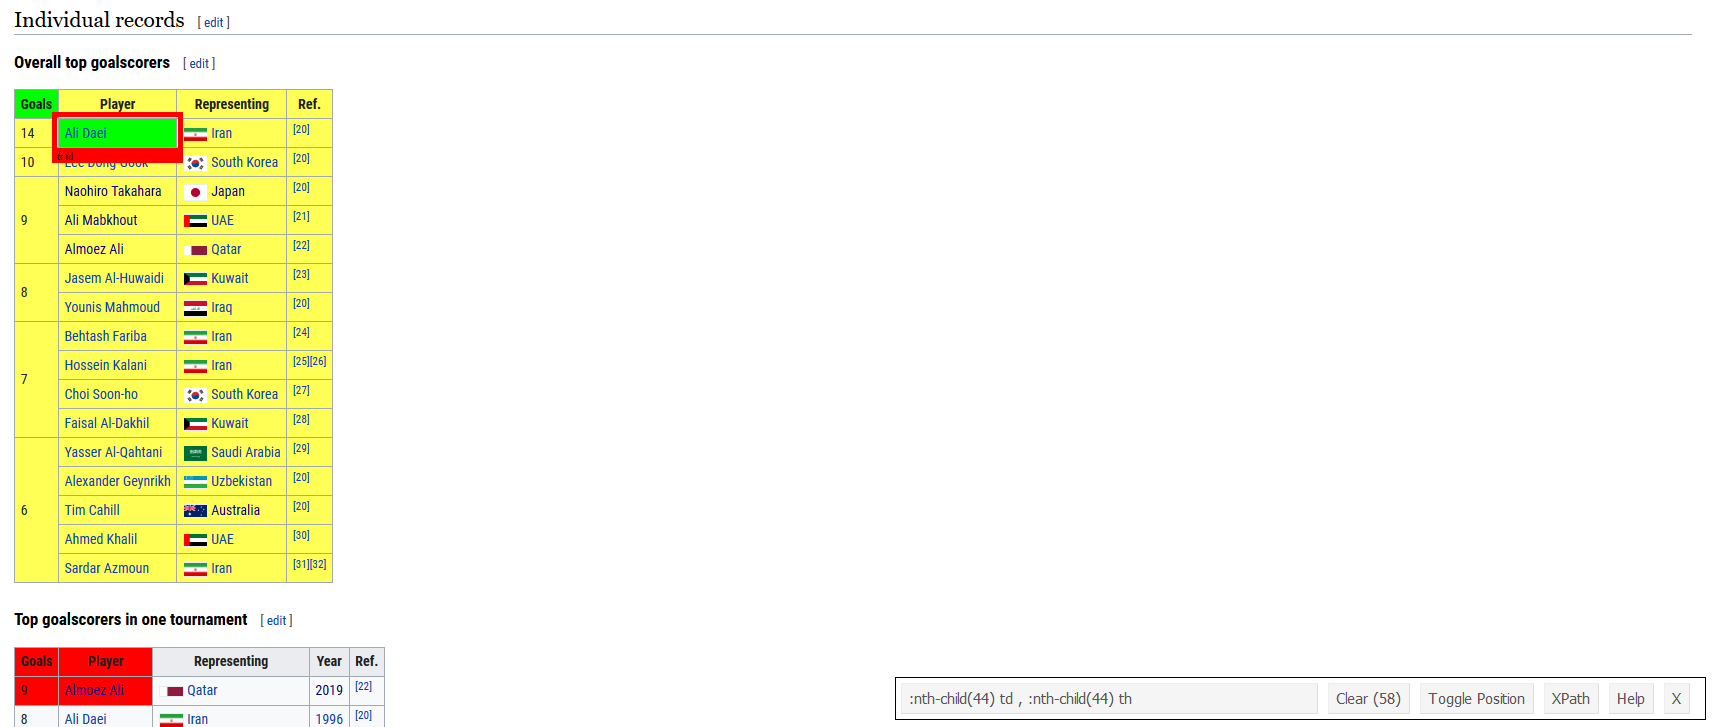 Individual records [ edit ]
Overall top goalscorers [ edit ]
Goals Player Representing Ref.
14 Ali Daei Iran [20]
tr td
10 Lee Dong-Gook South Korea [20]
Naohiro Takahara Japan [20]
9 Ali Mabkhout UAE [21]
Almoez Ali Qatar [22]
8 Jasem Al-Huwaidi Kuwait [23]
Younis Mahmoud Iraq [20]
Behtash Fariba Iran [24]
Hossein Kalani Iran [25][26]
7
Choi Soon-ho South Korea [27]
Faisal Al-Dakhil Kuwait [28]
Yasser Al-Qahtani Saudi Arabia [29]
Alexander Geynrikh Uzbekistan [20]
6 Tim Cahill Australia [20]
Ahmed Khalil UAE [30]
Sardar Azmoun Iran [31][32]
Top goalscorers in one tournament [ edit ]
Goals Player Representing Year Ref.
9 Almoez Ali Qatar 2019 [22]
8 Ali Daei Iran 1996 [20]
:nth-child(44) td , :nth-child(44) th Clear (58) Toggle Position XPath Help X